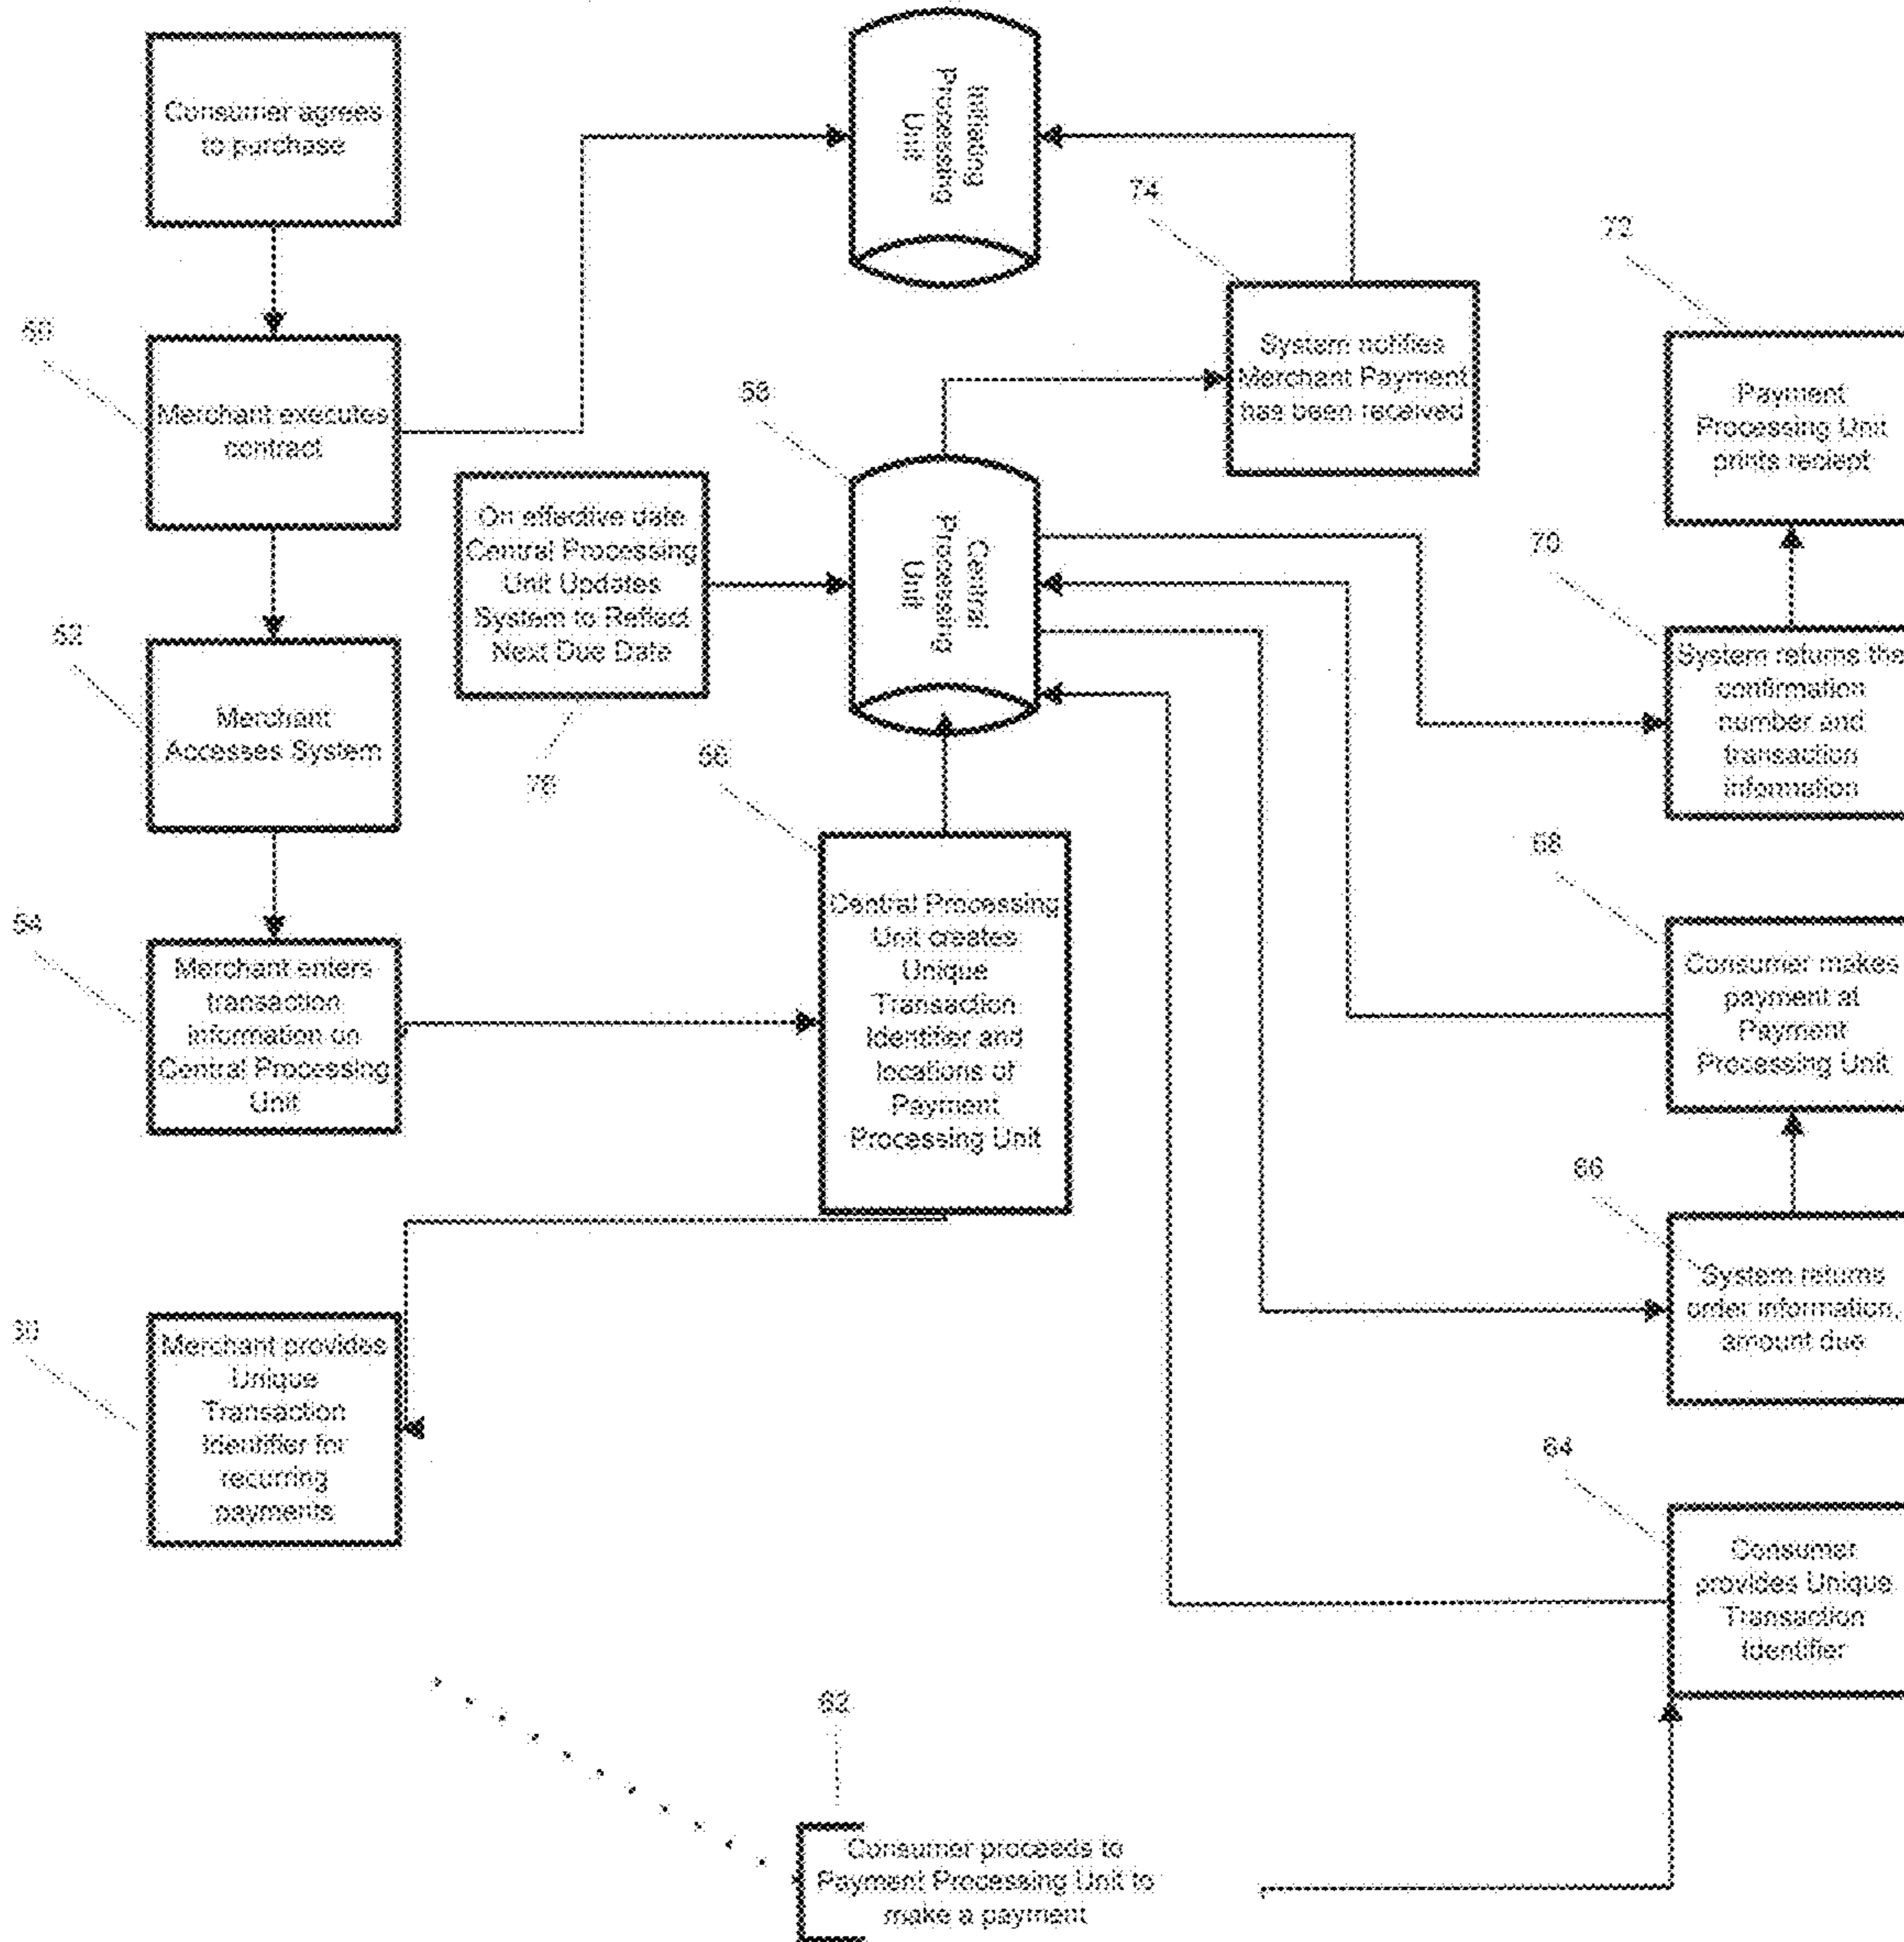 Consumer agrees
to purchase
Initiating
Processing
Unit
74
72
50
Merchant executes
contract
System notifies
Merchant Payment
has been received
Payment
Processing Unit
prints reciept
58
On effective date
Central Processing
Unit Updates
System to Reflect
Next Due Date
Central
Processing
Unit
70
52
Merchant
Accesses System
System returns the
confirmation
number and
transaction
information
76
56
68
54
Merchant enters
transaction
information on
Central Processing
Unit
Central Processing
Unit creates
Unique
Transaction
Identifier and
locations of
Payment
Processing Unit
Consumer makes
payment at
Payment
Processing Unit
66
System returns
order information,
amount due
Merchant provides
Unique
Transaction
Identifier for
recurring
payments
64
Consumer
provides Unique
Transaction
Identifier
62
Consumer proceeds to
Payment Processing Unit to
make a payment